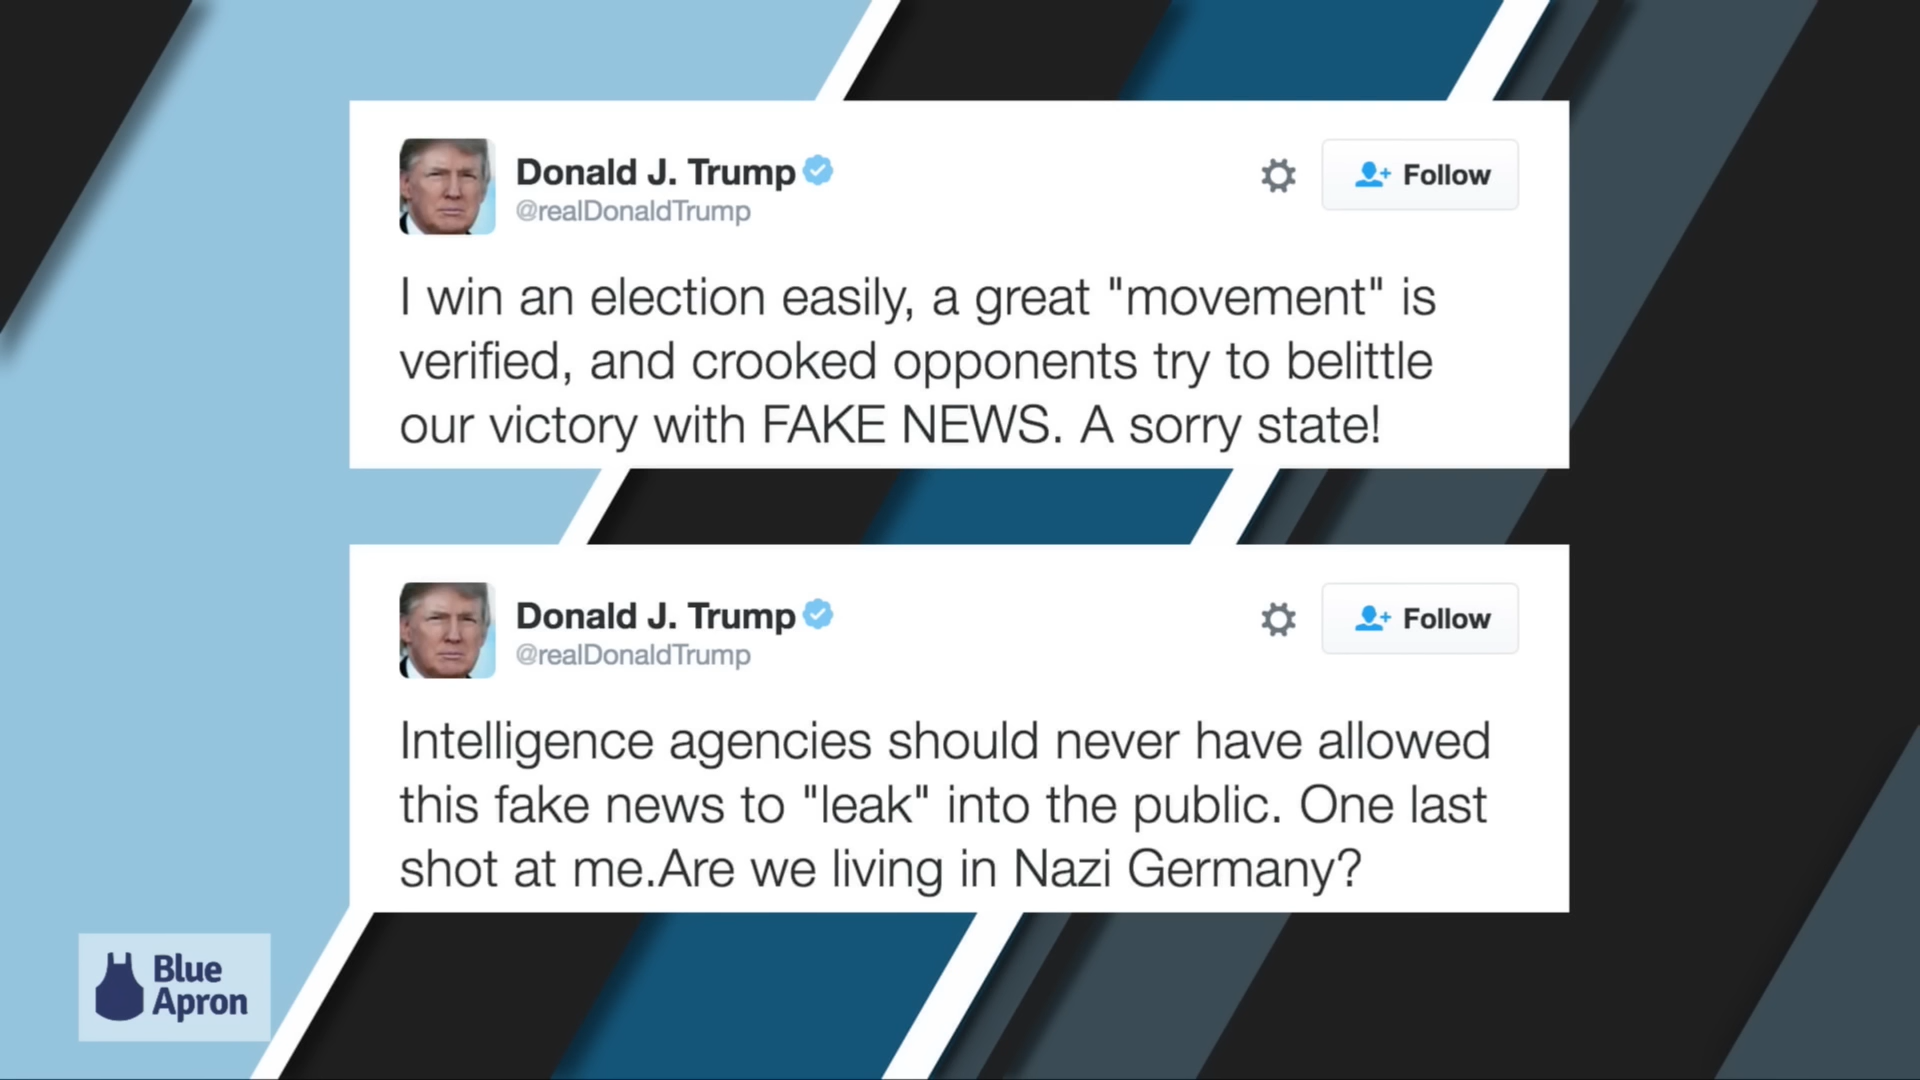 Donald J. Trump
@realDonaldTrump
Follow
I win an election easily, a great "movement" is
verified, and crooked opponents try to belittle
our victory with FAKE NEWS. A sorry state!
Donald J. Trump
@realDonaldTrump
Follow
Intelligence agencies should never have allowed
this fake news to "leak" into the public. One last
shot at me.Are we living in Nazi Germany?
Blue
Apron